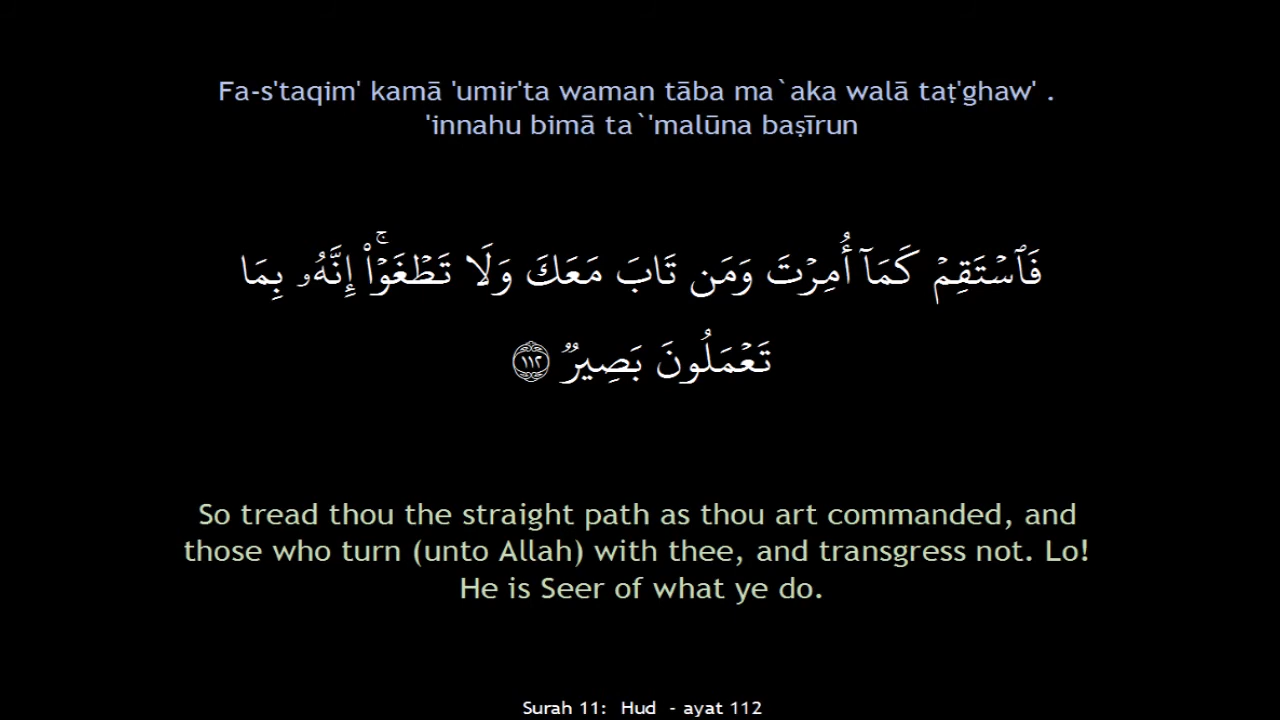 Fa-s'taqim' kamā 'umir'ta waman tāba ma`aka walā taṭ'ghaw' .
'innahu bimā ta`'malūna baṣīrun
فَٱسْتَقِمْ كَمَآ أُمِرْتَ وَمَن تَابَ مَعَكَ وَلَا تَطْغَوْا۟ ۚ إِنَّهُۥ بِمَا
تَعْمَلُونَ بَصِيرٌ ١١٢
So tread thou the straight path as thou art commanded, and
those who turn (unto Allah) with thee, and transgress not. Lo!
He is Seer of what ye do.
Surah 11:  Hud  - ayat 112